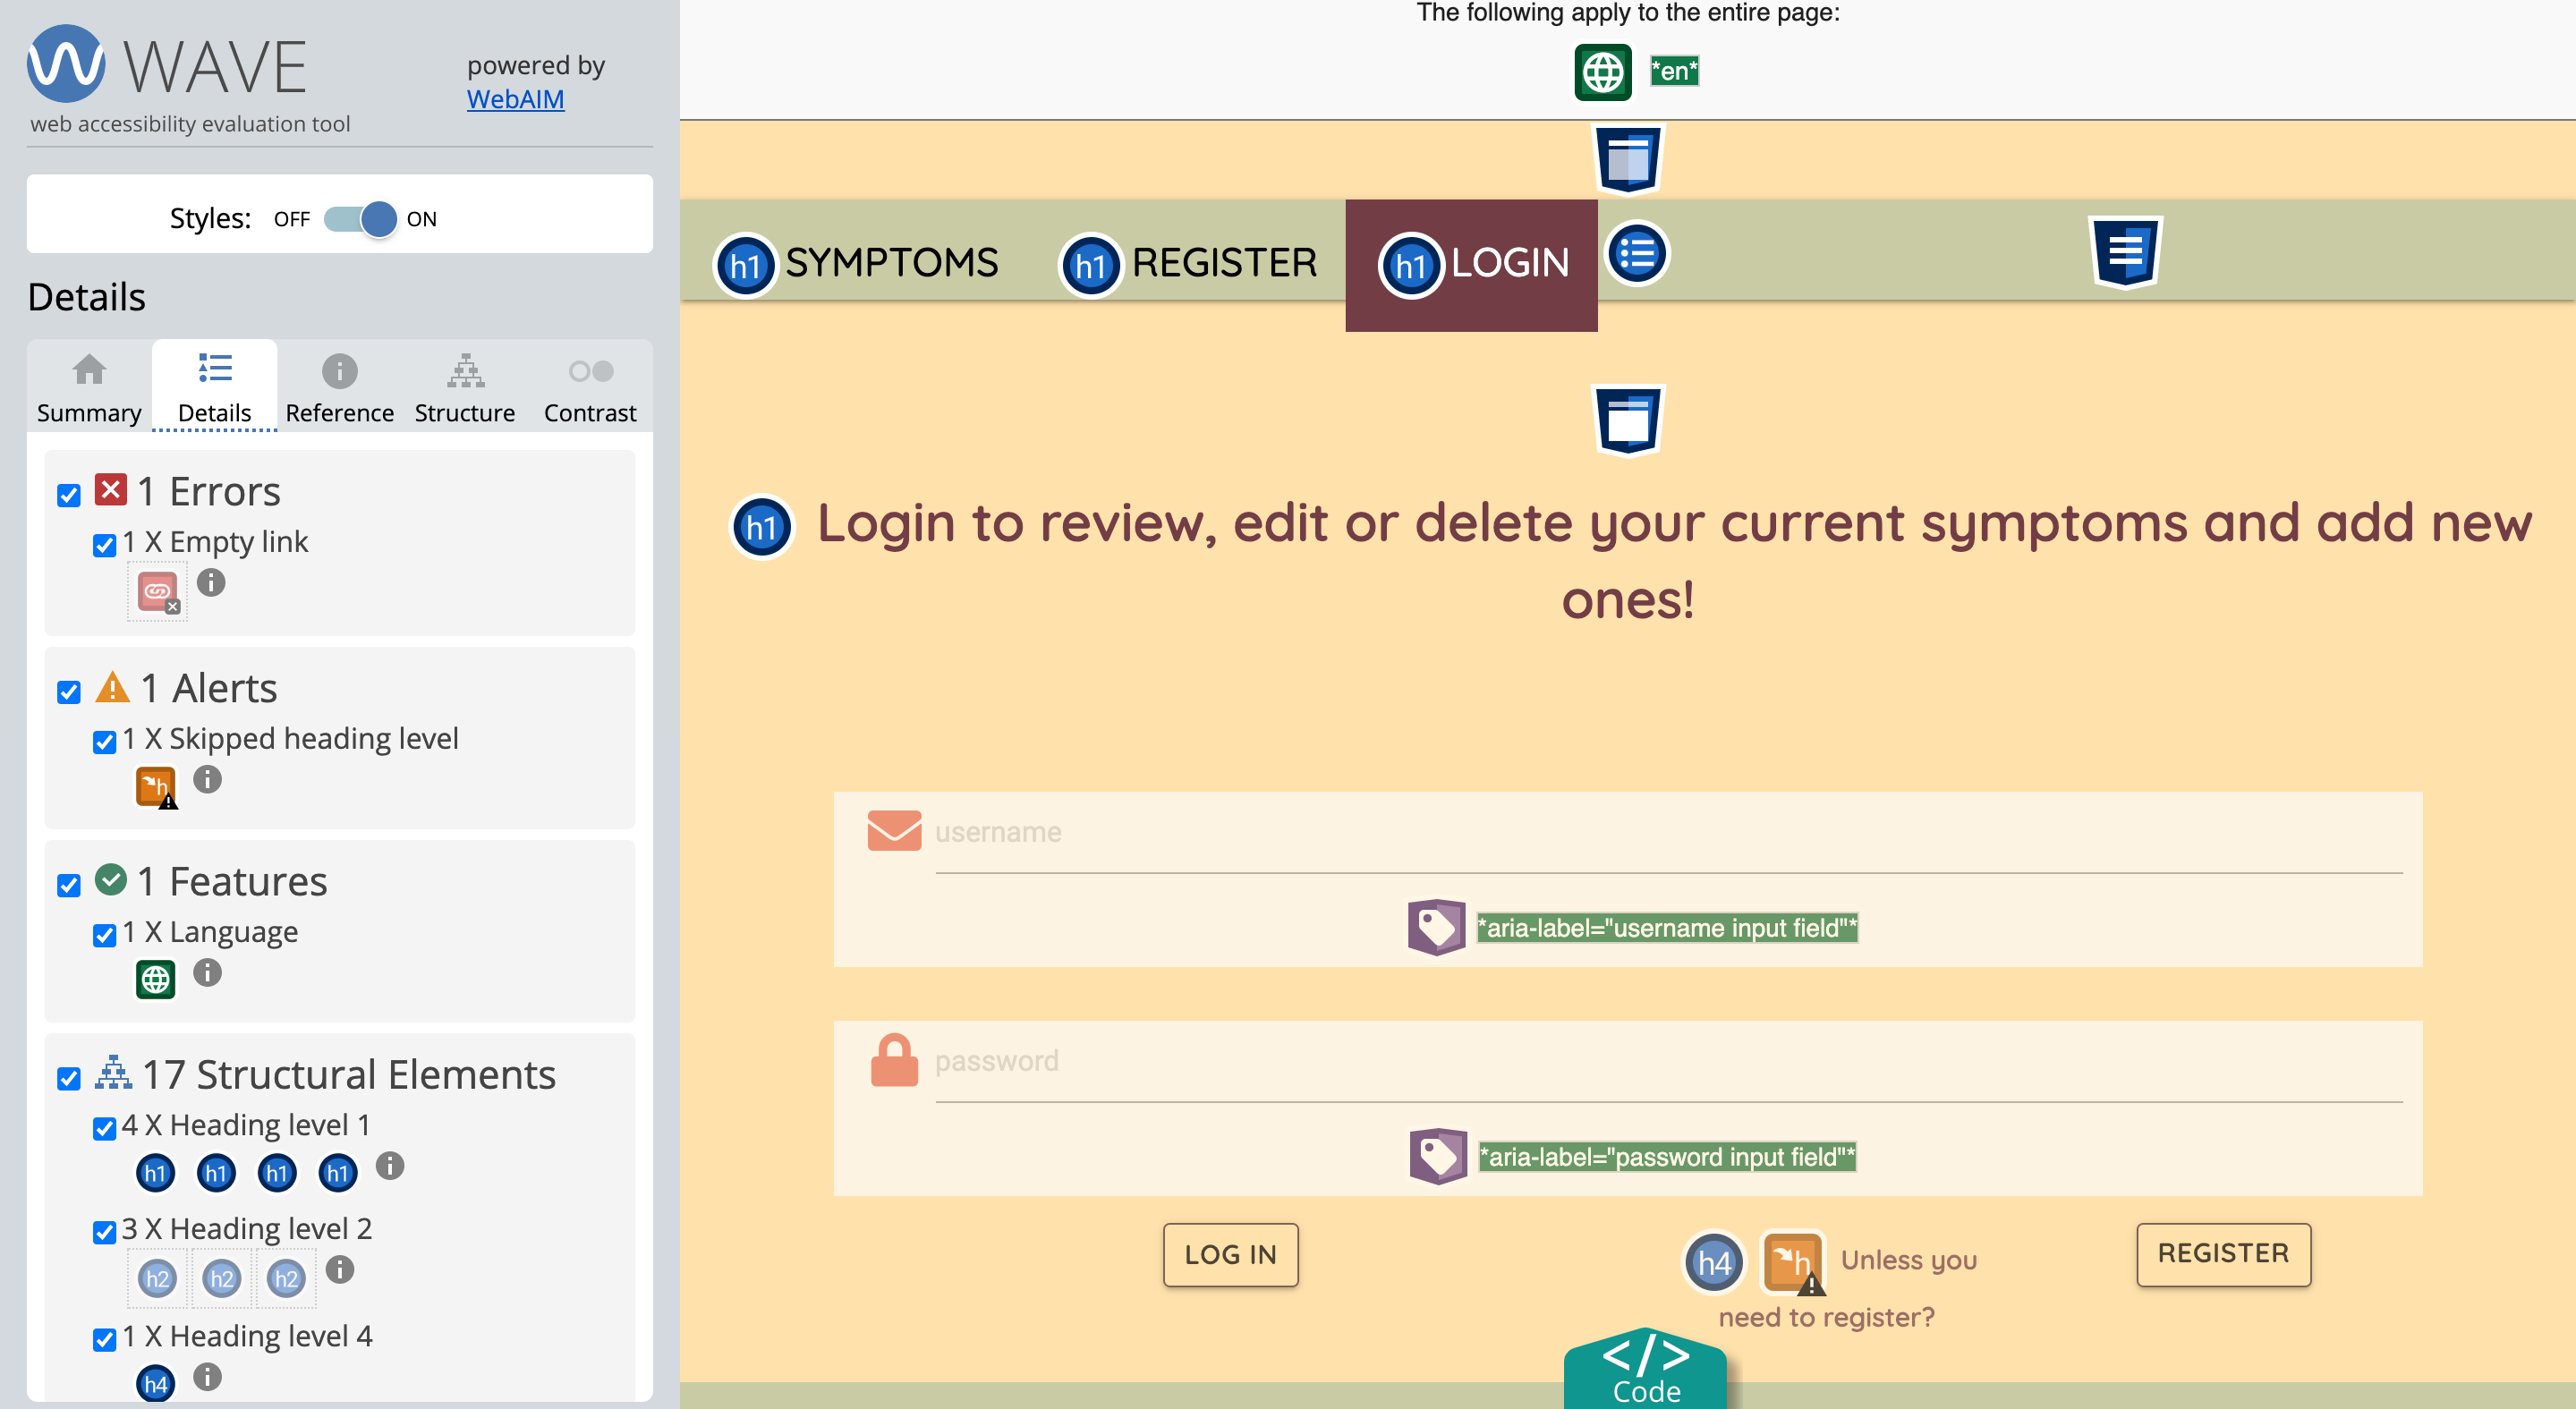 WAVE
powered by
WebAIM
web accessibility evaluation tool
Styles: OFF ON
Details
Summary Details Reference Structure Contrast
1 Errors
1 X Empty link
1 Alerts
1 X Skipped heading level
h
1 Features
1 X Language
17 Structural Elements
4 X Heading level 1
h1 h1 h1 h1
3 X Heading level 2
h2 h2 h2
1 X Heading level 4
h4
The following apply to the entire page:
*en*
h1 SYMPTOMS h1 REGISTER h1 LOGIN
h1 Login to review, edit or delete your current symptoms and add new
ones!
username
*aria-label="username input field"*
password
*aria-label="password input field"*
LOG IN h4 h Unless you REGISTER
need to register?
</>
Code